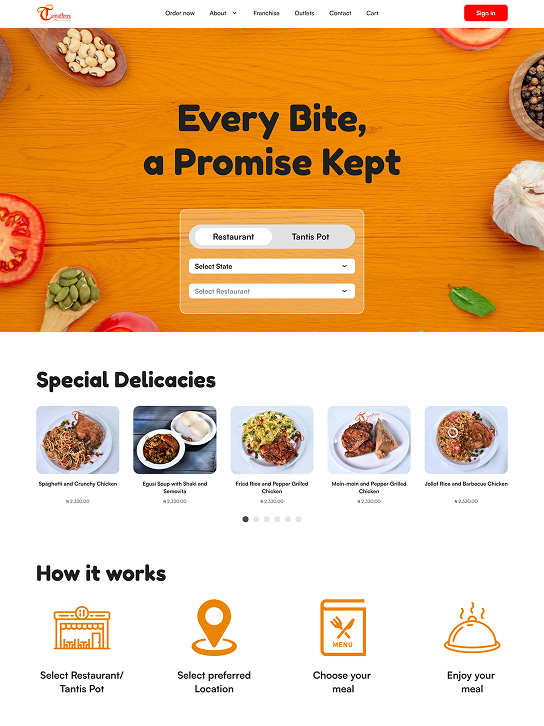 Tantalizers
Order now About Franchise Outlets Contact Cart Sign in
Every Bite,
a Promise Kept
Restaurant Tantis Pot
Select State
Select Restaurant
Special Delicacies
Spaghetti and Crunchy Chicken
₦ 2,330.00
Egusi Soup with Shaki and
Semovita
₦ 2,330.00
Fried Rice and Pepper Grilled
Chicken
₦ 2,330.00
Moin-moin and Pepper Grilled
Chicken
₦ 2,330.00
Jollof Rice and Barbecue Chicken
₦ 2,330.00
How it works
Select Restaurant/
Tantis Pot
Select preferred
Location
MENU
Choose your
meal
Enjoy your
meal